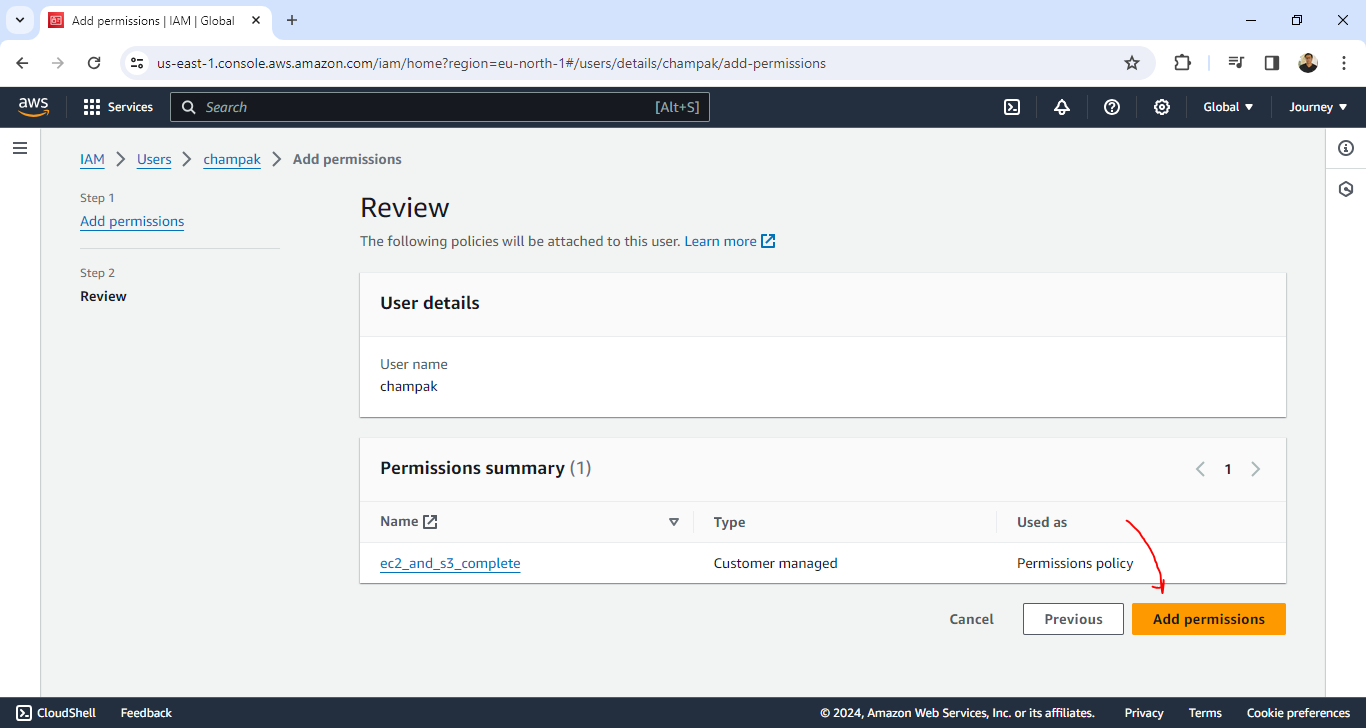 Add permissions | IAM | Global
us-east-1.console.aws.amazon.com/iam/home?region=eu-north-1#/users/details/champak/add-permissions
aws Services Search [Alt+S] Global Journey
IAM Users champak Add permissions
Step 1
Add permissions
Step 2
Review
Review
The following policies will be attached to this user. Learn more
User details
User name
champak
Permissions summary (1)
1
Name Type Used as
ec2_and_s3_complete Customer managed Permissions policy
Cancel Previous Add permissions
CloudShell Feedback © 2024, Amazon Web Services, Inc. or its affiliates. Privacy Terms Cookie preferences